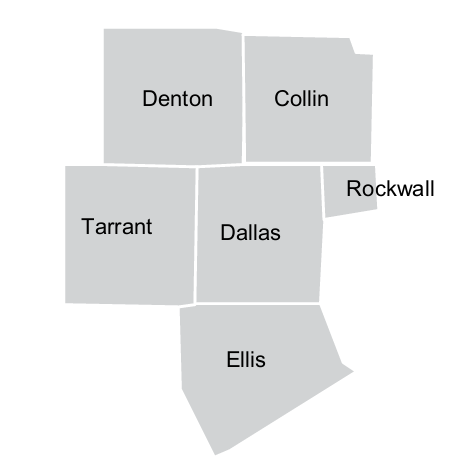 Denton
Collin
Rockwall
Tarrant
Dallas
Ellis